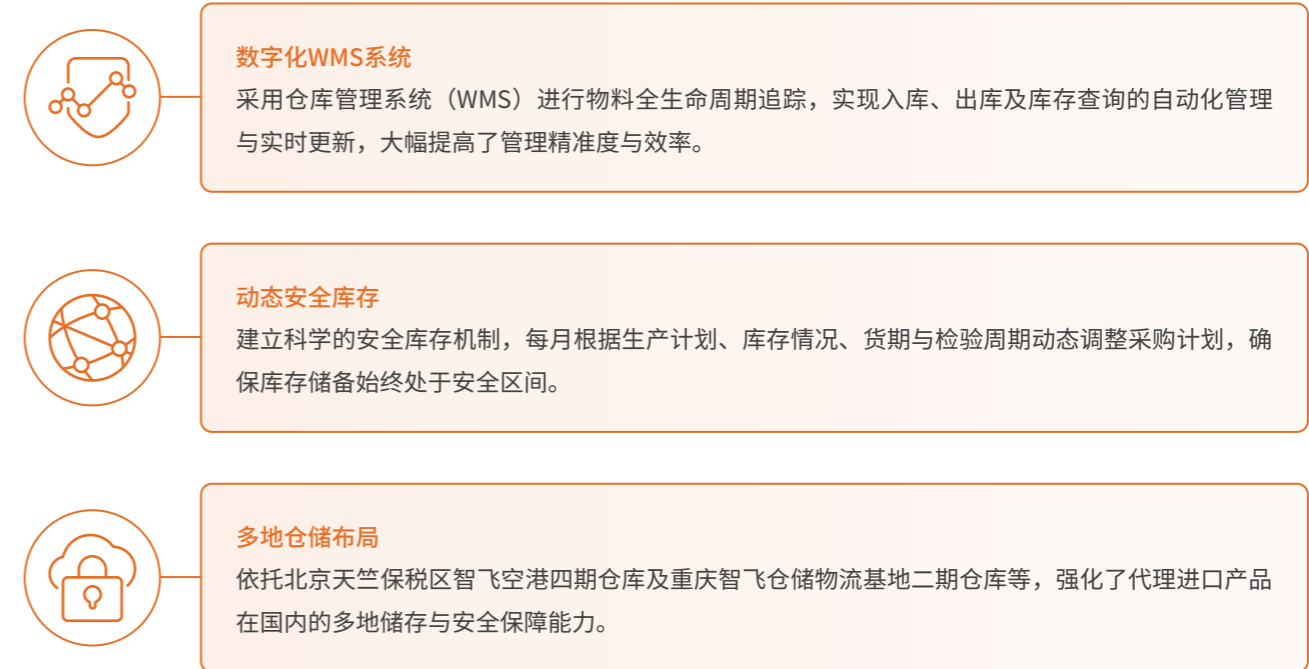 数字化WMS系统
采用仓库管理系统（WMS）进行物料全生命周期追踪，实现入库、出库及库存查询的自动化管理
与实时更新，大幅提高了管理精准度与效率。
动态安全库存
建立科学的安全库存机制，每月根据生产计划、库存情况、货期与检验周期动态调整采购计划，确
保库存储备始终处于安全区间。
多地仓储布局
依托北京天竺保税区智飞空港四期仓库及重庆智飞仓储物流基地二期仓库等，强化了代理进口产品
在国内的多地储存与安全保障能力。